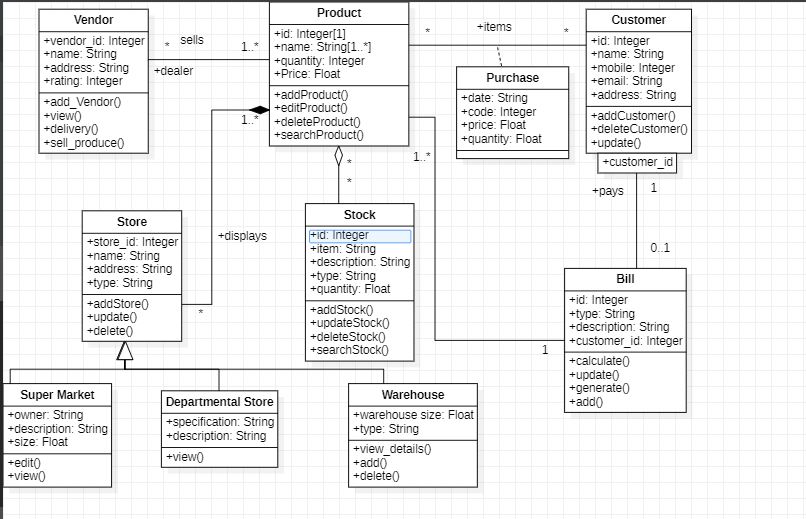 Vendor
+vendor_id: Integer
+name: String
+address: String
+rating: Integer
+add_Vendor()
+view()
+delivery()
+sell_produce()
*
sells
1..*
+dealer
Product
+id: Integer[1]
+name: String[1..*]
+quantity: Integer
+Price: Float
+addProduct()
+editProduct()
+deleteProduct()
+searchProduct()
*
+items
*
Purchase
+date: String
+code: Integer
+price: Float
+quantity: Float
Customer
+id: Integer
+name: String
+mobile: Integer
+email: String
+address: String
+addCustomer()
+deleteCustomer()
+update()
+customer_id
+pays
1
0..1
1..*
1..*
*
*
Store
+store_id: Integer
+name: String
+address: String
+type: String
+addStore()
+update()
+delete()
+displays
*
Stock
+id: Integer
+item: String
+description: String
+type: String
+quantity: Float
+addStock()
+updateStock()
+deleteStock()
+searchStock()
1
Bill
+id: Integer
+type: String
+description: String
+customer_id: Integer
+calculate()
+update()
+generate()
+add()
Super Market
+owner: String
+description: String
+size: Float
+edit()
+view()
Departmental Store
+specification: String
+description: String
+view()
Warehouse
+warehouse size: Float
+type: String
+view_details()
+add()
+delete()